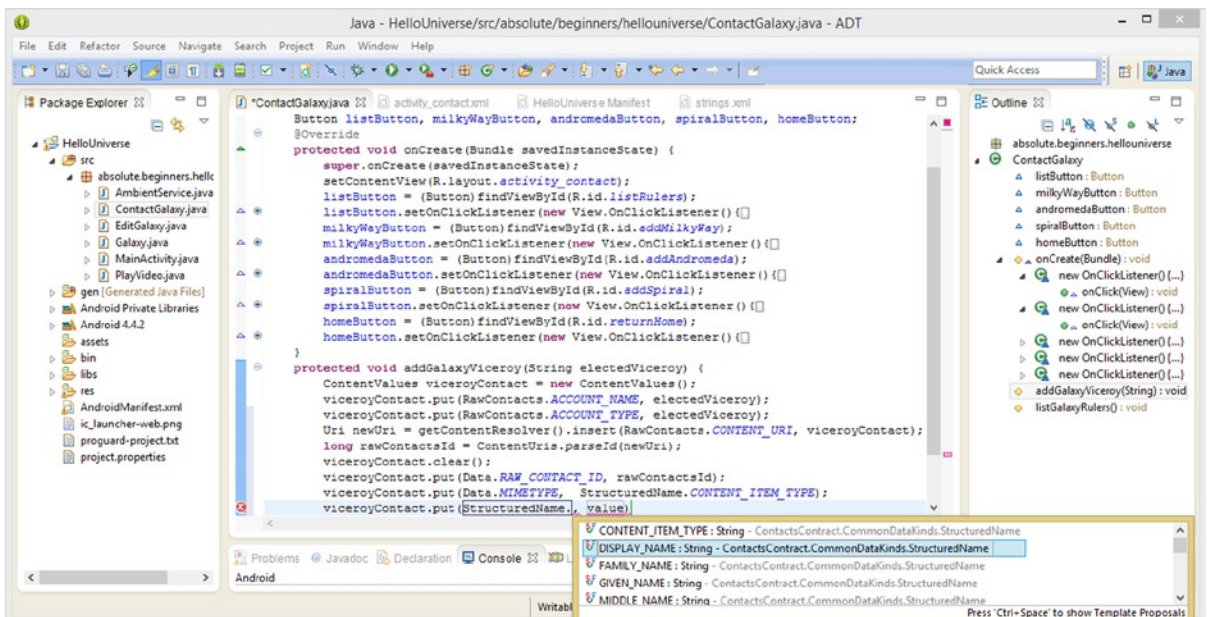 Java - HelloUniverse/src/absolute/beginners/hellouniverse/ContactGalaxy.java - ADT
File Edit Refactor Source Navigate Search Project Run Window Help
Quick Access
Java
Package Explorer
HelloUniverse
src
absolute.beginners.hellc
AmbientService.java
ContactGalaxy.java
EditGalaxy.java
Galaxy.java
MainActivity.java
PlayVideo.java
gen [Generated Java Files]
Android Private Libraries
Android 4.4.2
assets
bin
libs
res
AndroidManifest.xml
ic_launcher-web.png
proguard-project.txt
project.properties
*ContactGalaxy.java activity_contact.xml HelloUniverse Manifest strings.xml
Button listButton, milkyWayButton, andromedaButton, spiralButton, homeButton;
@Override
protected void onCreate(Bundle savedInstanceState) {
super.onCreate(savedInstanceState);
setContentView(R.layout.activity_contact);
listButton = (Button)findViewById(R.id.listRulers);
listButton.setOnClickListener(new View.OnClickListener(){
milkyWayButton = (Button)findViewById(R.id.addMilkyWay);
milkyWayButton.setOnClickListener(new View.OnClickListener(){
andromedaButton = (Button)findViewById(R.id.addAndromeda);
andromedaButton.setOnClickListener(new View.OnClickListener(){
spiralButton = (Button)findViewById(R.id.addSpiral);
spiralButton.setOnClickListener(new View.OnClickListener(){
homeButton = (Button)findViewById(R.id.returnHome);
homeButton.setOnClickListener(new View.OnClickListener(){
}
protected void addGalaxyViceroy(String electedViceroy) {
ContentValues viceroyContact = new ContentValues();
viceroyContact.put(RawContacts.ACCOUNT_NAME, electedViceroy);
viceroyContact.put(RawContacts.ACCOUNT_TYPE, electedViceroy);
Uri newUri = getContentResolver().insert(RawContacts.CONTENT_URI, viceroyContact);
long rawContactsId = ContentUris.parseId(newUri);
viceroyContact.clear();
viceroyContact.put(Data.RAW_CONTACT_ID, rawContactsId);
viceroyContact.put(Data.MIMETYPE, StructuredName.CONTENT_ITEM_TYPE);
viceroyContact.put(StructuredName., value)
CONTENT_ITEM_TYPE : String - ContactsContract.CommonDataKinds.StructuredName
DISPLAY_NAME : String - ContactsContract.CommonDataKinds.StructuredName
FAMILY_NAME : String - ContactsContract.CommonDataKinds.StructuredName
GIVEN_NAME : String - ContactsContract.CommonDataKinds.StructuredName
MIDDLE_NAME : String - ContactsContract.CommonDataKinds.StructuredName
Press 'Ctrl+Space' to show Template Proposals
Problems Javadoc Declaration Console
Android
Writabl
Outline
absolute.beginners.hellouniverse
ContactGalaxy
listButton : Button
milkyWayButton : Button
andromedaButton : Button
spiralButton : Button
homeButton : Button
onCreate(Bundle) : void
new OnClickListener() {...}
onClick(View) : void
new OnClickListener() {...}
onClick(View) : void
new OnClickListener() {...}
new OnClickListener() {...}
new OnClickListener() {...}
addGalaxyViceroy(String) : void
listGalaxyRulers() : void